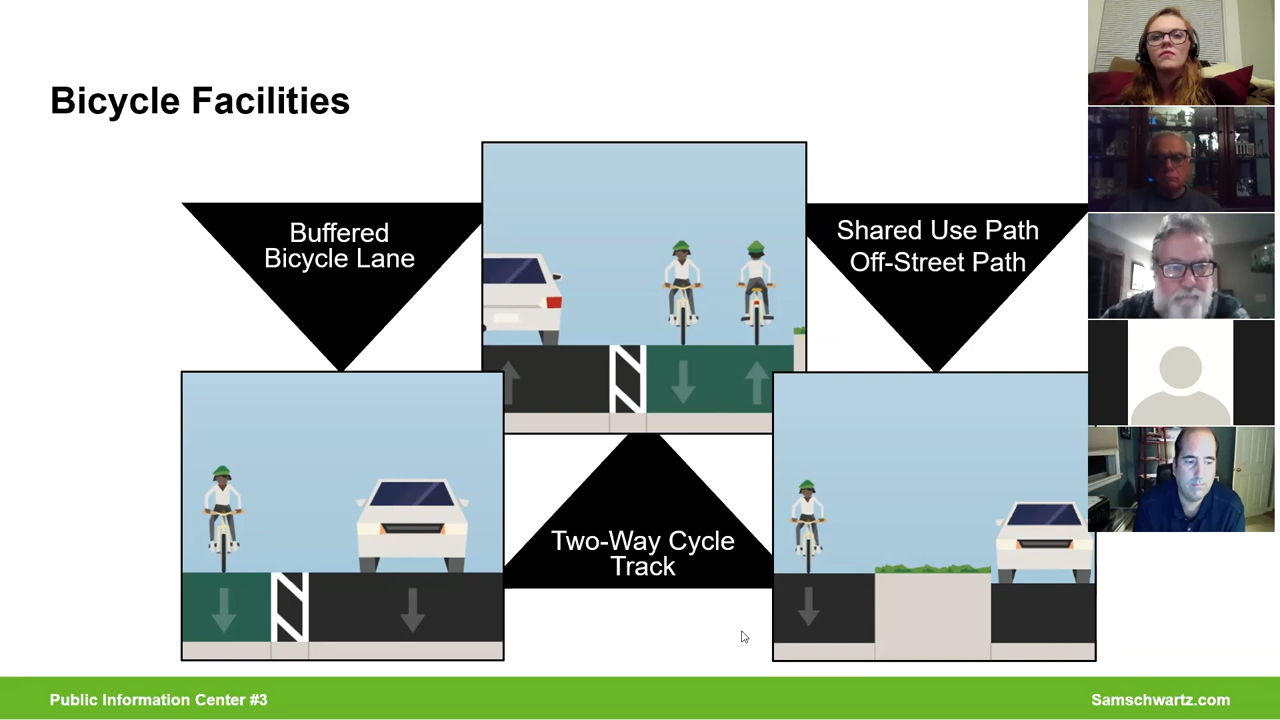 Bicycle Facilities
Buffered
Bicycle Lane
Shared Use Path
Off-Street Path
Two-Way Cycle
Track
Public Information Center #3
Samschwartz.com